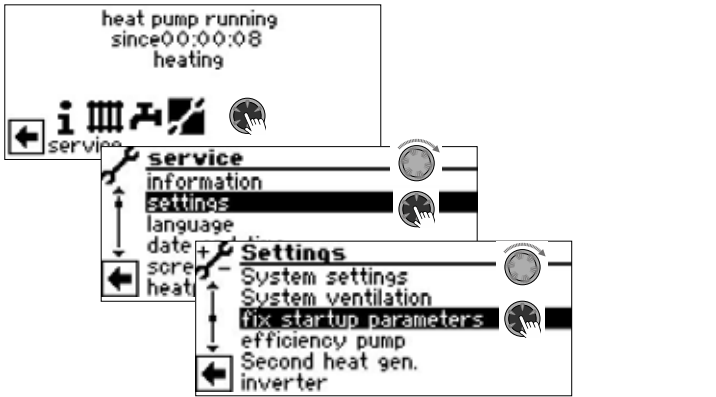 heat pump running
since00:00:08
heating
service
service
information
settings
language
date
Settings
System settings
System ventilation
fix startup parameters
efficiency pump
Second heat gen.
inverter